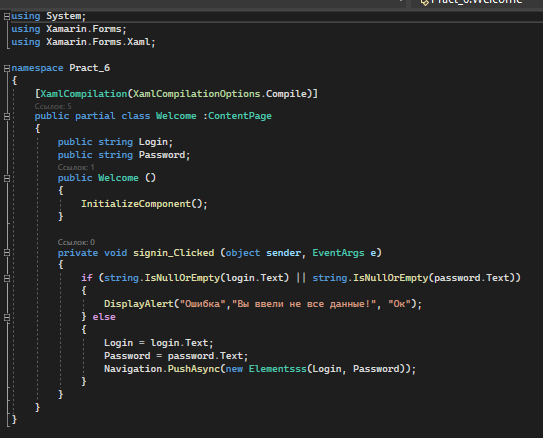 Pract_6.Welcome
using System;
using Xamarin.Forms;
using Xamarin.Forms.Xaml;
namespace Pract_6
{
[XamlCompilation(XamlCompilationOptions.Compile)]
Ссылок: 5
public partial class Welcome :ContentPage
{
public string Login;
public string Password;
Ссылок: 1
public Welcome ()
{
InitializeComponent();
}
Ссылок: 0
private void signin_Clicked (object sender, EventArgs e)
{
if (string.IsNullOrEmpty(login.Text) || string.IsNullOrEmpty(password.Text))
{
DisplayAlert("Ошибка","Вы ввели не все данные!", "Ок");
} else
{
Login = login.Text;
Password = password.Text;
Navigation.PushAsync(new Elementsss(Login, Password));
}
}
}
}